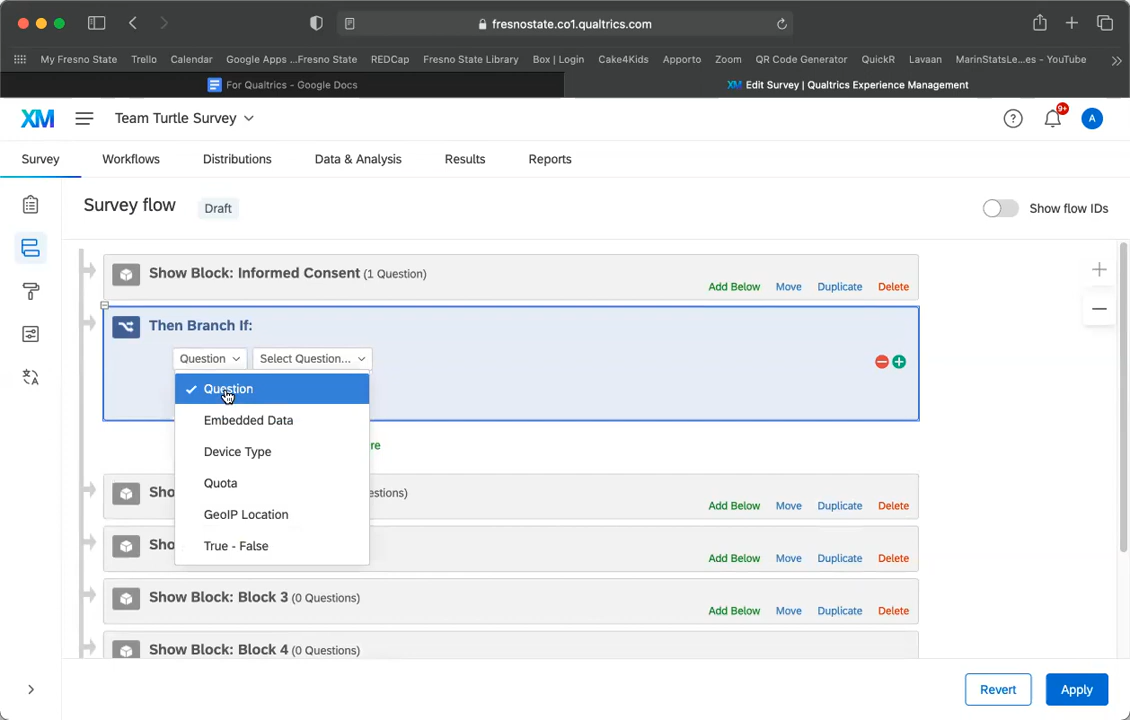 fresnostate.co1.qualtrics.com
My Fresno State Trello Calendar Google Apps ...Fresno State REDCap Fresno State Library Box | Login Cake4Kids Apporto Zoom QR Code Generator QuickR Lavaan MarinStatsLe...es - YouTube
For Qualtrics - Google Docs XM Edit Survey | Qualtrics Experience Management
XM Team Turtle Survey ? 9+ A
Survey Workflows Distributions Data & Analysis Results Reports
Survey flow Draft Show flow IDs
Show Block: Informed Consent (1 Question)
Add Below Move Duplicate Delete
Then Branch If:
Question Select Question...
Question
Embedded Data
re
Device Type
Quota
Sho estions)
Add Below Move Duplicate Delete
GeoIP Location
True - False
Sho
Add Below Move Duplicate Delete
Show Block: Block 3 (0 Questions)
Add Below Move Duplicate Delete
Show Block: Block 4 (0 Questions)
Revert Apply